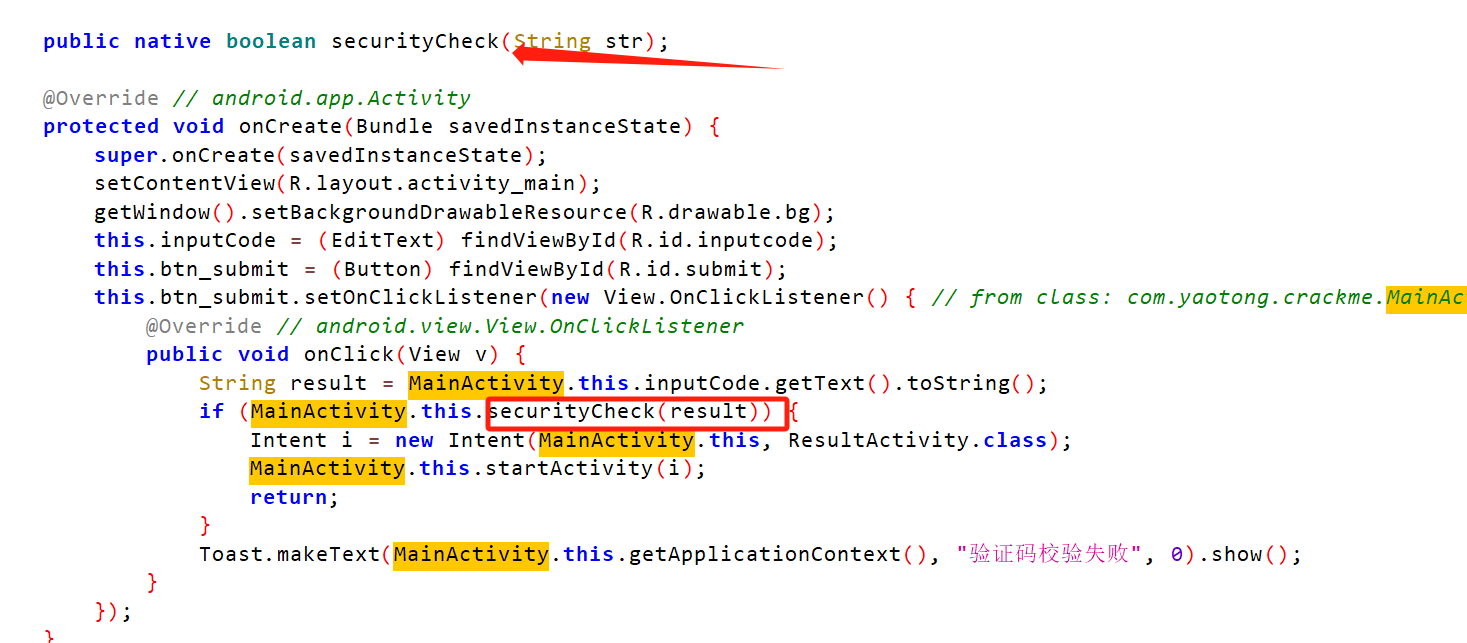 public native boolean securityCheck(String str);
@Override // android.app.Activity
protected void onCreate(Bundle savedInstanceState) {
super.onCreate(savedInstanceState);
setContentView(R.layout.activity_main);
getWindow().setBackgroundDrawableResource(R.drawable.bg);
this.inputCode = (EditText) findViewById(R.id.inputcode);
this.btn_submit = (Button) findViewById(R.id.submit);
this.btn_submit.setOnClickListener(new View.OnClickListener() { // from class: com.yaotong.crackme.MainAc
@Override // android.view.View.OnClickListener
public void onClick(View v) {
String result = MainActivity.this.inputCode.getText().toString();
if (MainActivity.this.securityCheck(result)) {
Intent i = new Intent(MainActivity.this, ResultActivity.class);
MainActivity.this.startActivity(i);
return;
}
Toast.makeText(MainActivity.this.getApplicationContext(), "验证码校验失败", 0).show();
}
});
}